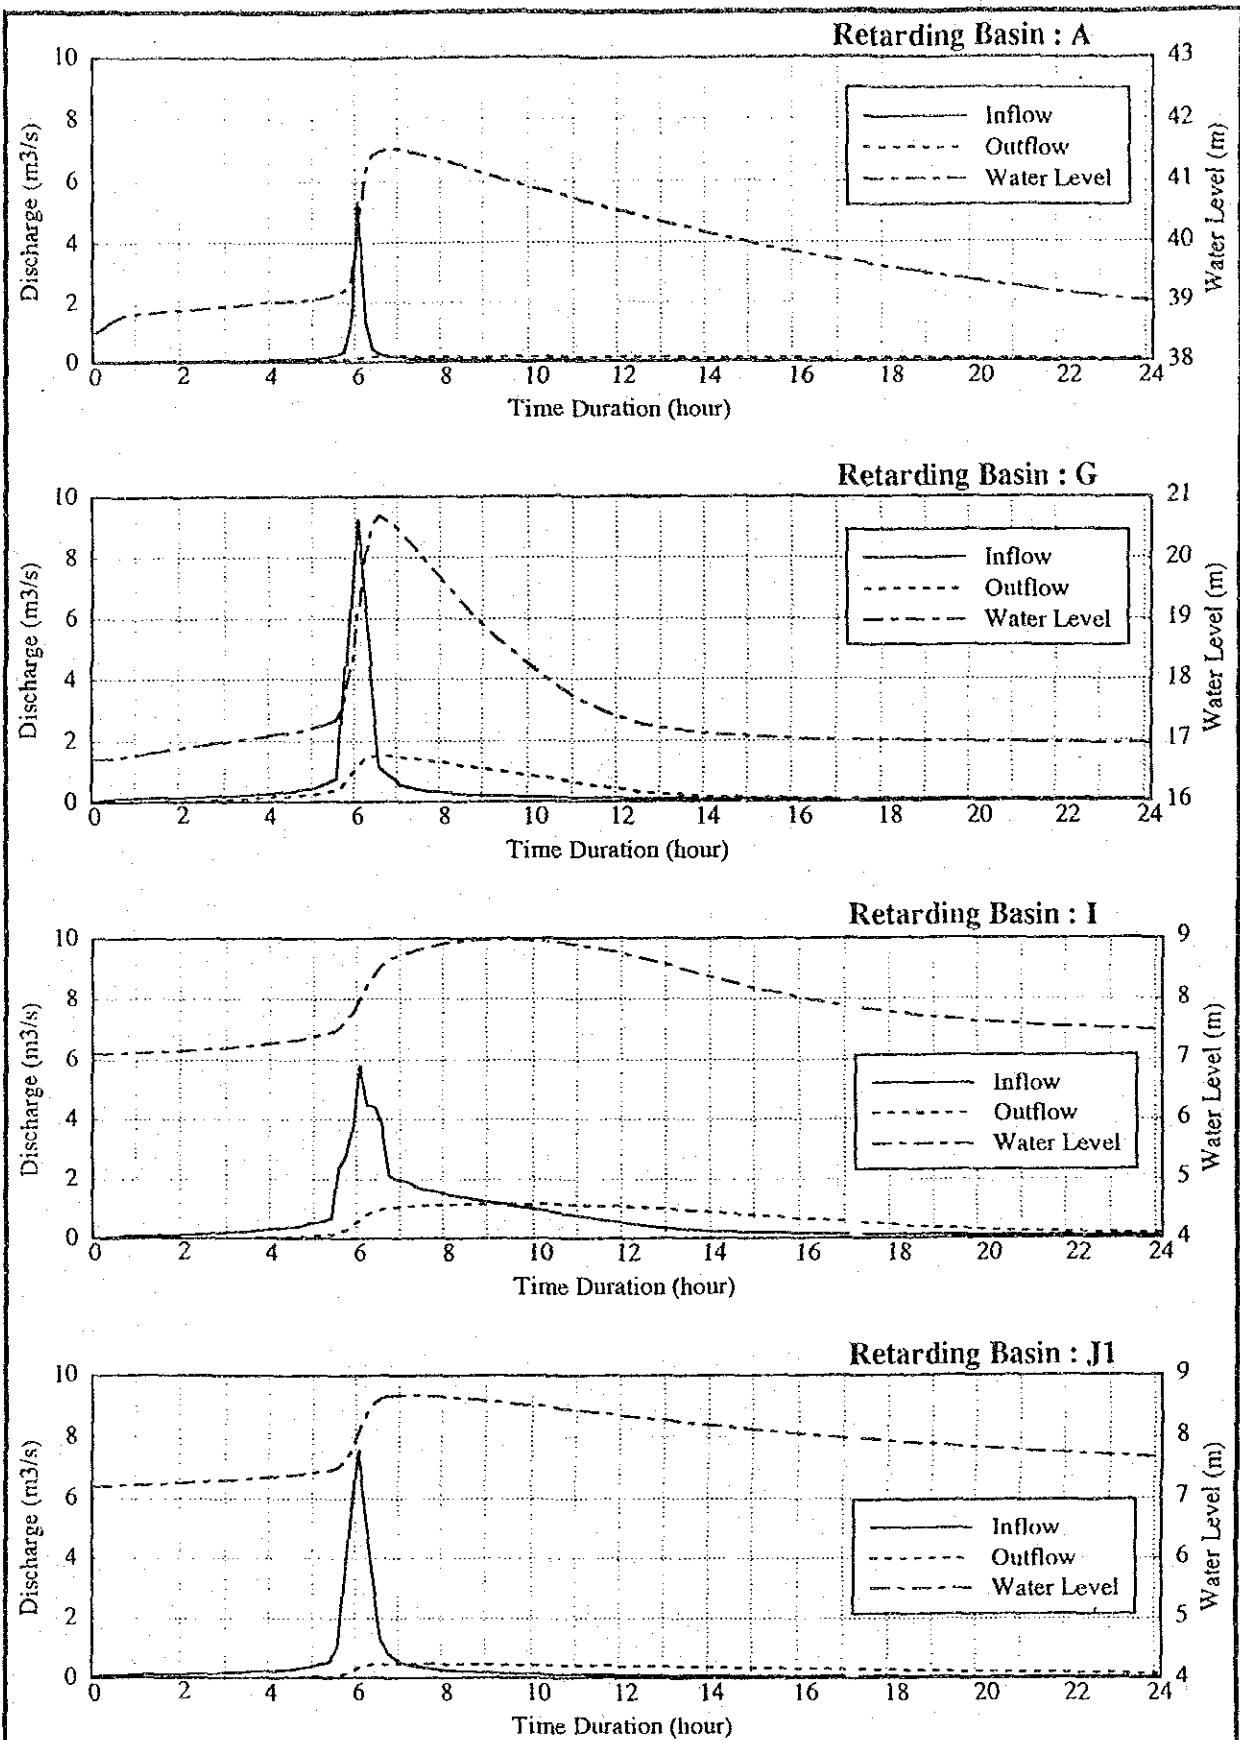 Retarding Basin : A
10
8
6
4
2
0
Discharge (m3/s)
43
42
41
40
39
38
Water Level (m)
Inflow
Outflow
Water Level
0 2 4 6 8 10 12 14 16 18 20 22 24
Time Duration (hour)
Retarding Basin : G
10
8
6
4
2
0
Discharge (m3/s)
21
20
19
18
17
16
Water Level (m)
Inflow
Outflow
Water Level
0 2 4 6 8 10 12 14 16 18 20 22 24
Time Duration (hour)
Retarding Basin : I
10
8
6
4
2
0
Discharge (m3/s)
9
8
7
6
5
4
Water Level (m)
Inflow
Outflow
Water Level
0 2 4 6 8 10 12 14 16 18 20 22 24
Time Duration (hour)
Retarding Basin : J1
10
8
6
4
2
0
Discharge (m3/s)
9
8
7
6
5
4
Water Level (m)
Inflow
Outflow
Water Level
0 2 4 6 8 10 12 14 16 18 20 22 24
Time Duration (hour)